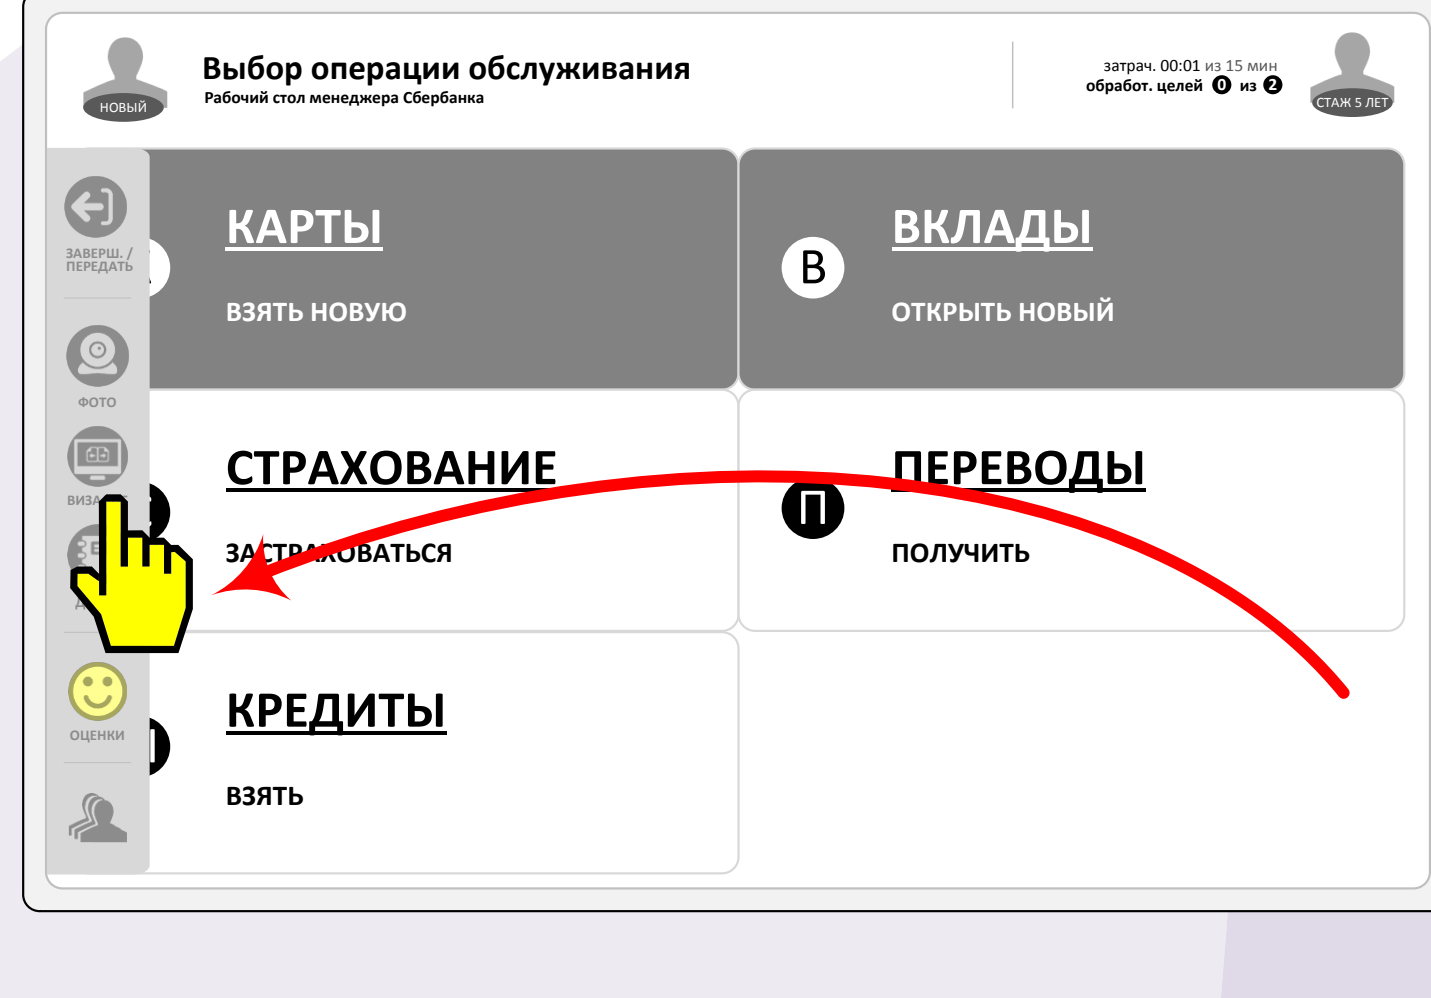 НОВЫЙ
Выбор операции обслуживания
Рабочий стол менеджера Сбербанка
затрач. 00:01 из 15 мин
обработ. целей 0 из 2
СТАЖ 5 ЛЕТ
ЗАВЕРШ. /
ПЕРЕДАТЬ
КАРТЫ
ВЗЯТЬ НОВУЮ
В
ВКЛАДЫ
ОТКРЫТЬ НОВЫЙ
ФОТО
СТРАХОВАНИЕ
ЗАСТРАХОВАТЬСЯ
П
ПЕРЕВОДЫ
ПОЛУЧИТЬ
ОЦЕНКИ
КРЕДИТЫ
ВЗЯТЬ